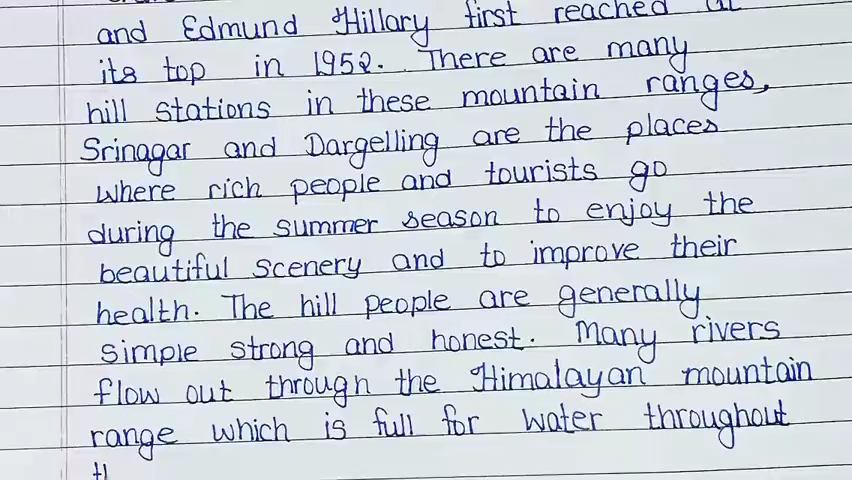 and Edmund Hillary first reached at
its top in 1952. There are many
hill stations in these mountain ranges,
Srinagar and Dargelling are the places
where rich people and tourists go
during the summer season to enjoy the
beautiful scenery and to improve their
health. The hill people are generally
simple strong and honest. Many rivers
flow out through the Himalayan mountain
range which is full for water throughout